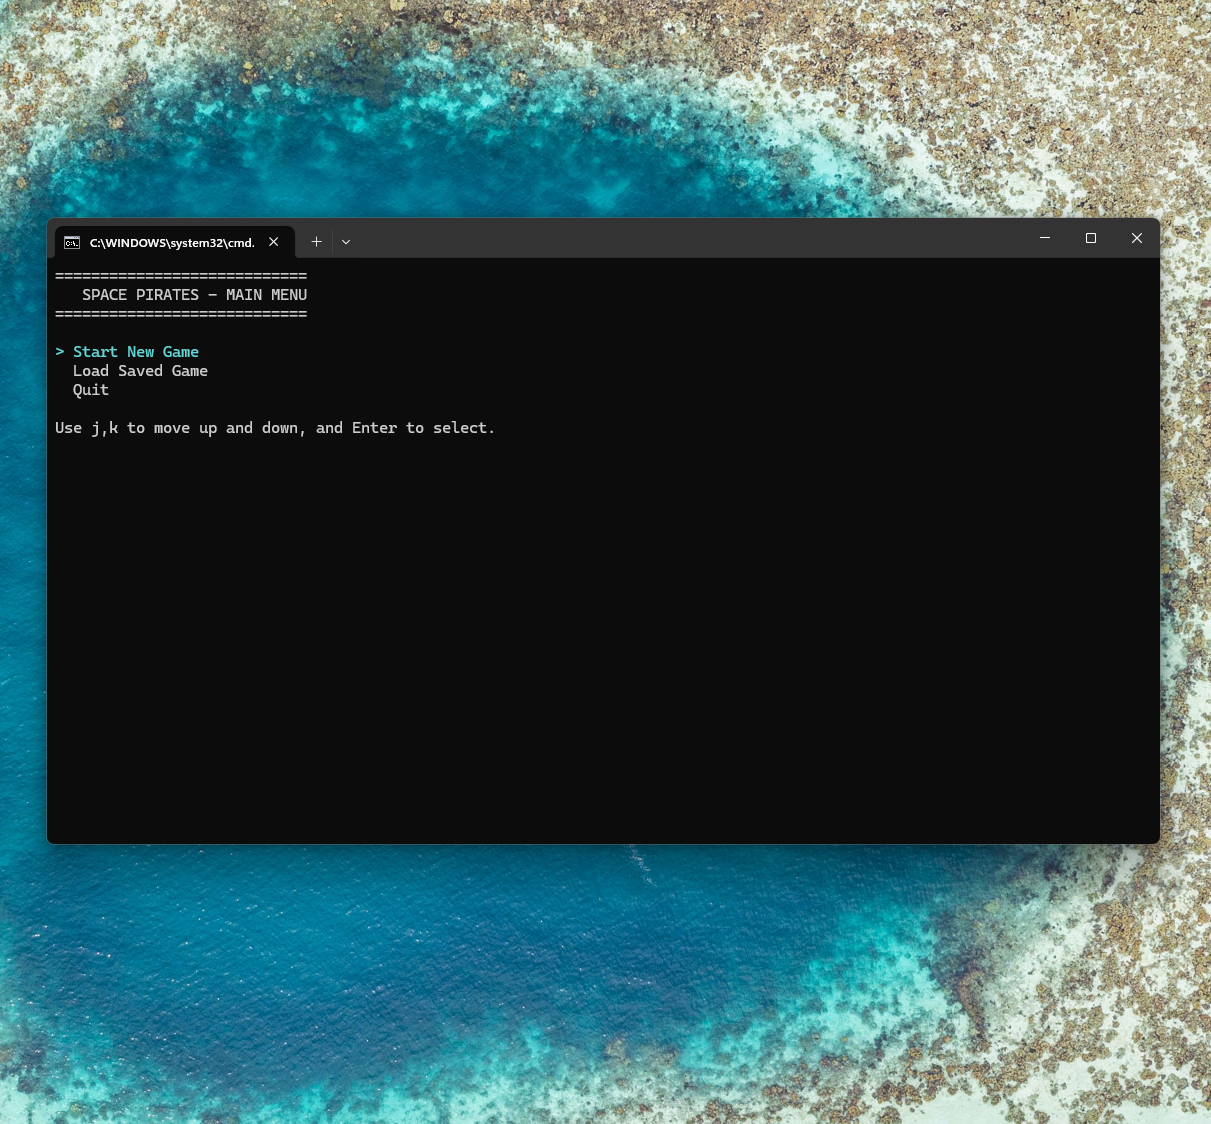 C:\WINDOWS\system32\cmd.
===========================
   SPACE PIRATES - MAIN MENU
===========================
> Start New Game
  Load Saved Game
  Quit
Use j,k to move up and down, and Enter to select.